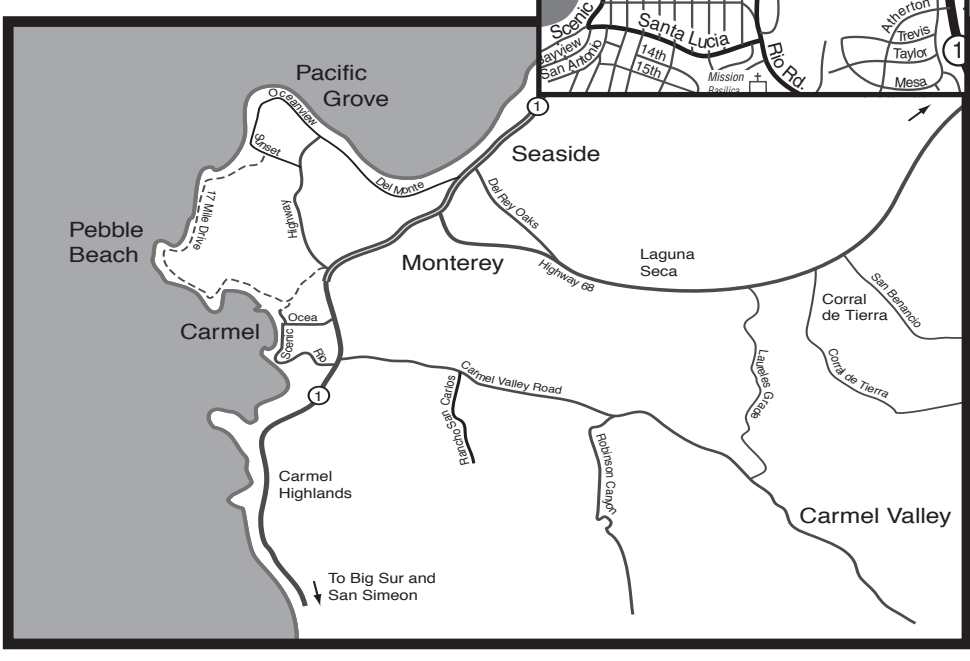 Atherton
Scenic
Santa Lucia
Trevis
Bayview
14th
Rio Rd.
Taylor
1
San Antonio
15th
Mission
Basilica
Mesa
Pacific
Grove
Oceanview
1
Sunset
Seaside
Del Monte
Del Rey Oaks
17 Mile Drive
Highway
Pebble
Beach
Monterey
Laguna
Seca
Highway 68
San Benancio
Corral
de Tierra
Ocea
Carmel
Scenic
Rio
Laureles Grade
Corral de Tierra
Carmel Valley Road
1
Rancho San Carlos
Robinson Canyon
Carmel
Highlands
Carmel Valley
To Big Sur and
San Simeon